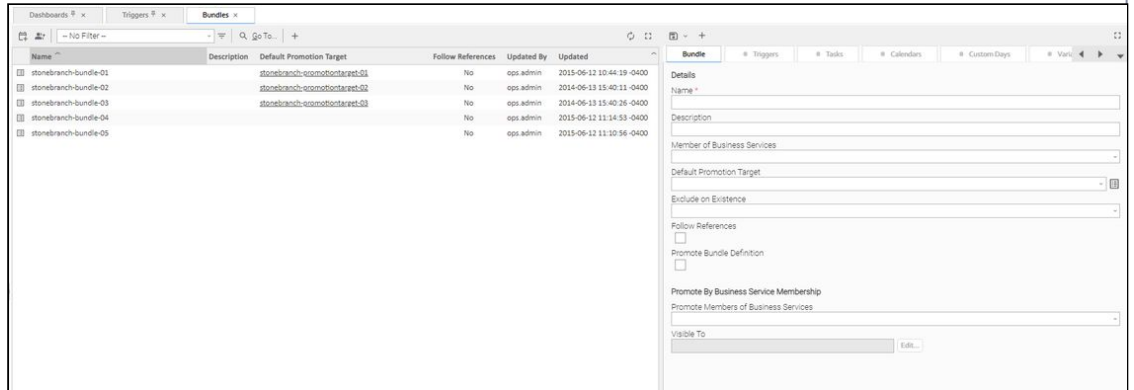 Dashboards Triggers Bundles
-- No Filter -- Go To...
Name Description Default Promotion Target Follow References Updated By Updated
stonebranch-bundle-01 stonebranch-promotiontarget-01 No ops.admin 2015-06-12 10:44:19 -0400
stonebranch-bundle-02 stonebranch-promotiontarget-02 No ops.admin 2014-06-13 15:40:11 -0400
stonebranch-bundle-03 stonebranch-promotiontarget-03 No ops.admin 2014-06-13 15:40:26 -0400
stonebranch-bundle-04 No ops.admin 2015-06-12 11:14:53 -0400
stonebranch-bundle-05 No ops.admin 2015-06-12 11:10:56 -0400
Bundle Triggers Tasks Calendars Custom Days Varia
Details
Name *
Description
Member of Business Services
Default Promotion Target
Exclude on Existence
Follow References
Promote Bundle Definition
Promote By Business Service Membership
Promote Members of Business Services
Visible To
Edit...